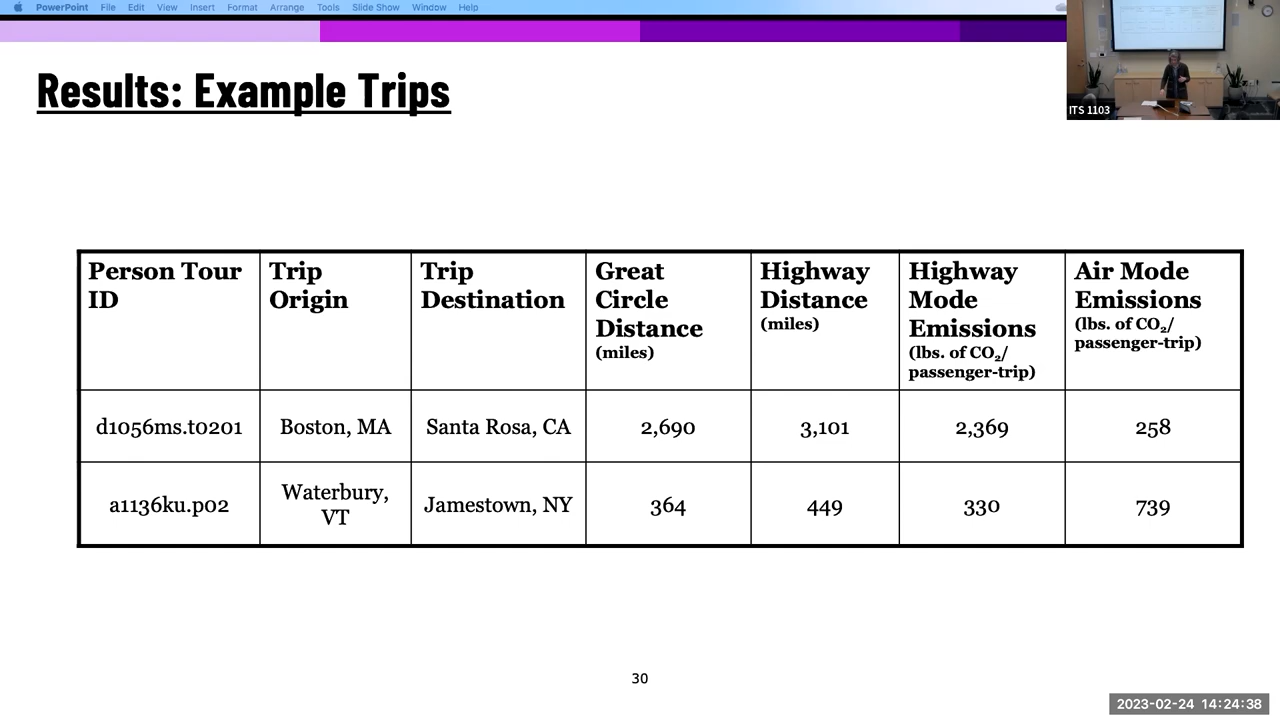 PowerPoint File Edit View Insert Format Arrange Tools Slide Show Window Help
ITS 1103
Results: Example Trips
Person Tour ID
Trip Origin
Trip Destination
Great Circle Distance (miles)
Highway Distance (miles)
Highway Mode Emissions (lbs. of CO₂/ passenger-trip)
Air Mode Emissions (lbs. of CO₂/ passenger-trip)
d1056ms.t0201 Boston, MA Santa Rosa, CA 2,690 3,101 2,369 258
a1136ku.p02 Waterbury, VT Jamestown, NY 364 449 330 739
30
2023-02-24 14:24:38